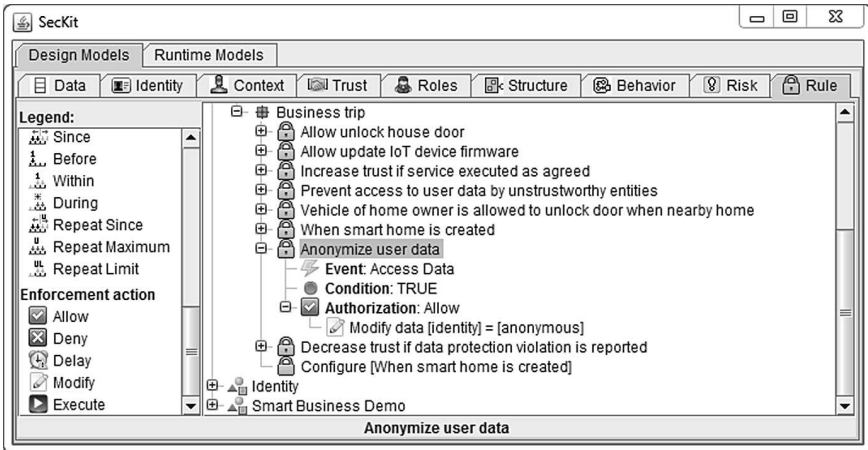 SecKit
Design Models Runtime Models
Data Identity Context Trust Roles Structure Behavior Risk Rule
Legend:
Since
Before
Within
During
Repeat Since
Repeat Maximum
Repeat Limit
Enforcement action
Allow
Deny
Delay
Modify
Execute
Business trip
Allow unlock house door
Allow update IoT device firmware
Increase trust if service executed as agreed
Prevent access to user data by unstrustworthy entities
Vehicle of home owner is allowed to unlock door when nearby home
When smart home is created
Anonymize user data
Event: Access Data
Condition: TRUE
Authorization: Allow
Modify data [identity] = [anonymous]
Decrease trust if data protection violation is reported
Configure [When smart home is created]
Identity
Smart Business Demo
Anonymize user data